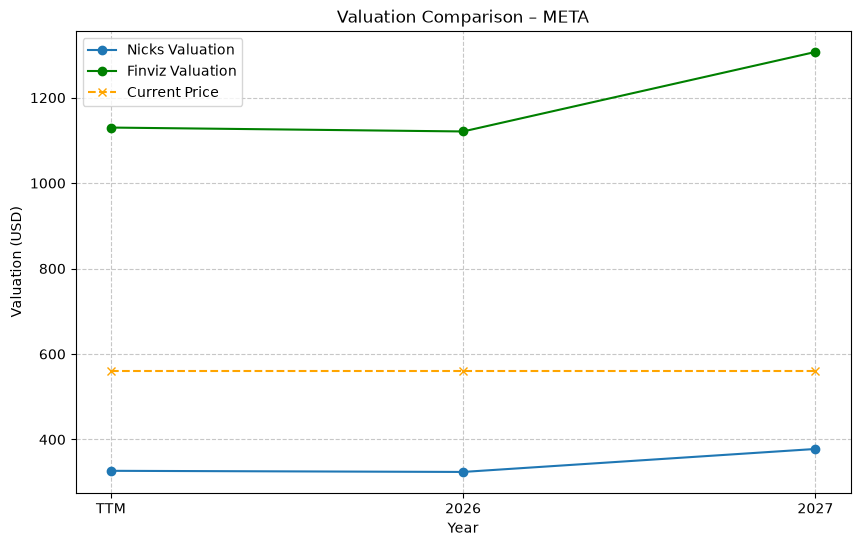 Valuation Comparison – META
Nicks Valuation
Finviz Valuation
Current Price
1200
1000
800
600
400
Valuation (USD)
TTM
2026
2027
Year